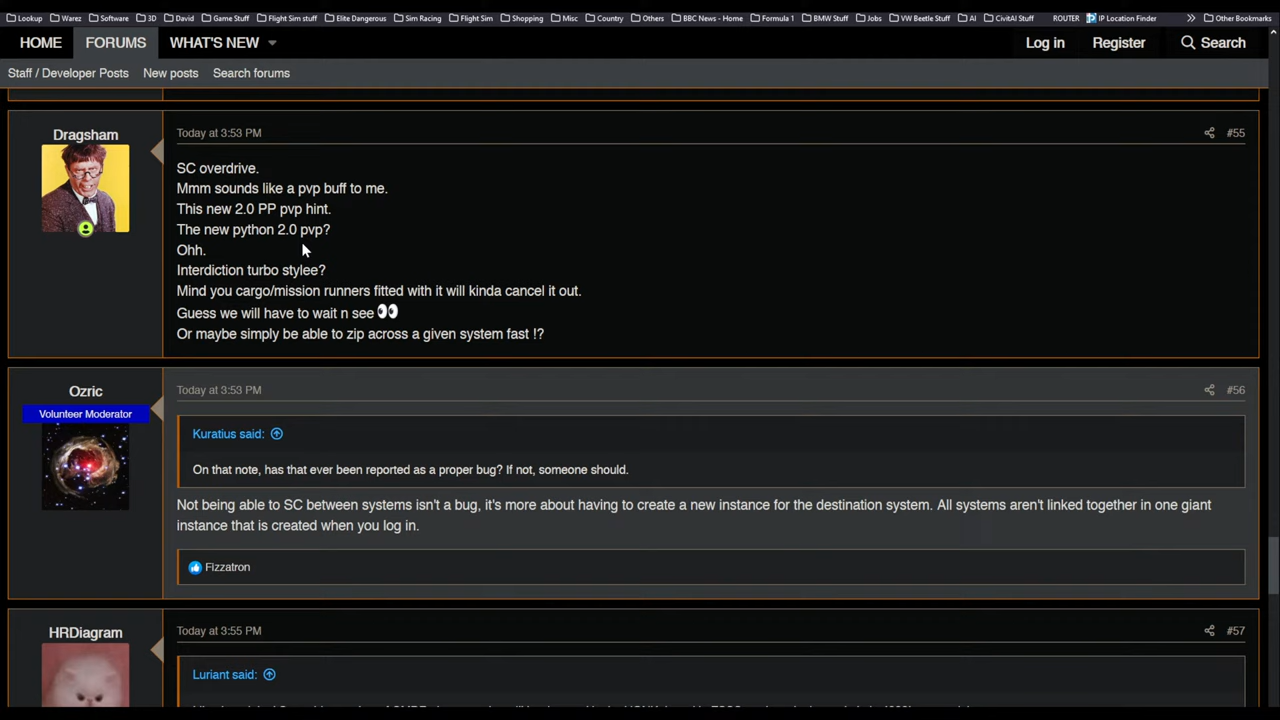 Lookup Warez Software 3D David Game Stuff Flight Sim stuff Elite Dangerous Sim Racing Flight Sim Shopping Misc Country Others BBC News - Home Formula 1 BMW Stuff Jobs VW Beetle Stuff AI CivitAI Stuff ROUTER IP Location Finder Other Bookmarks
HOME FORUMS WHAT'S NEW Log in Register Search
Staff / Developer Posts New posts Search forums
Dragsham
Today at 3:53 PM #55
SC overdrive.
Mmm sounds like a pvp buff to me.
This new 2.0 PP pvp hint.
The new python 2.0 pvp?
Ohh.
Interdiction turbo stylee?
Mind you cargo/mission runners fitted with it will kinda cancel it out.
Guess we will have to wait n see 👀
Or maybe simply be able to zip across a given system fast !?
Ozric
Volunteer Moderator
Today at 3:53 PM #56
Kuratius said:
On that note, has that ever been reported as a proper bug? If not, someone should.
Not being able to SC between systems isn't a bug, it's more about having to create a new instance for the destination system. All systems aren't linked together in one giant
instance that is created when you log in.
Fizzatron
HRDiagram
Today at 3:55 PM #57
Luriant said: